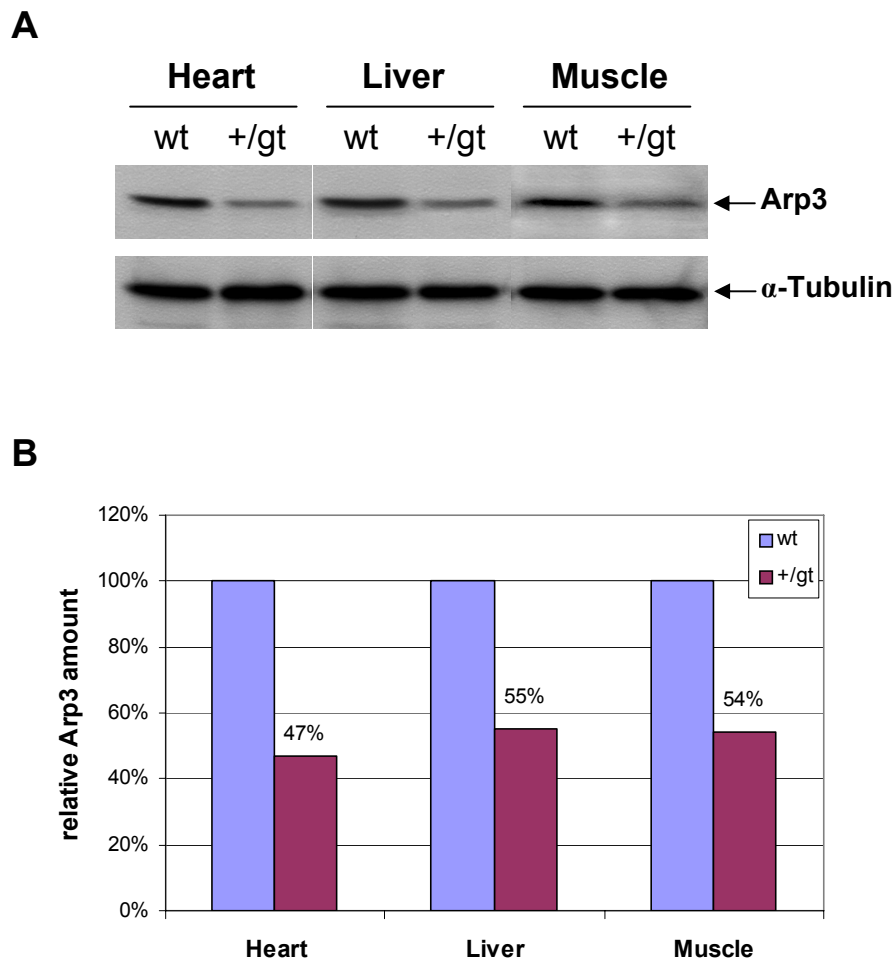 A
Heart Liver Muscle
wt +/gt wt +/gt wt +/gt
Arp3
α-Tubulin
B
120%
100%
80%
60%
40%
20%
0%
relative Arp3 amount
wt
+/gt
47%
55%
54%
Heart Liver Muscle